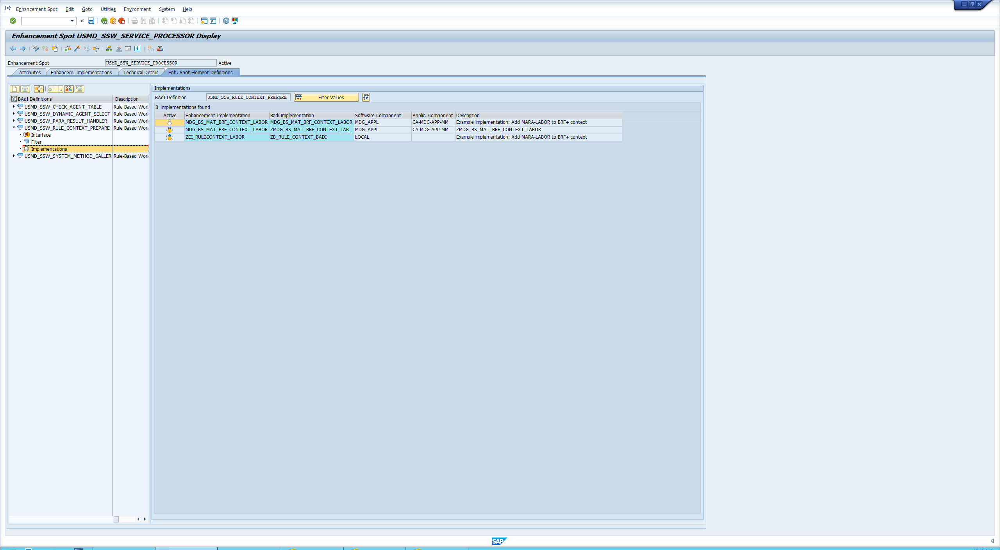 Enhancement Spot Edit Goto Utilities Environment System Help
Enhancement Spot USMD_SSW_SERVICE_PROCESSOR Display
Enhancement Spot USMD_SSW_SERVICE_PROCESSOR Active
Attributes Enhancem. Implementations Technical Details Enh. Spot Element Definitions
Implementations
BAdI Definition USMD_SSW_RULE_CONTEXT_PREPARE Filter Values
3 implementations found
Active Enhancement Implementation Badi Implementation Software Component Applic. Component Description
MDG_BS_MAT_BRF_CONTEXT_LABOR MDG_BS_MAT_BRF_CONTEXT_LABOR MDG_APPL CA-MDG-APP-MM Example implementation: Add MARA-LABOR to BRF+ context
MDG_BS_MAT_BRF_CONTEXT_LABOR ZMDG_BS_MAT_BRF_CONTEXT_LAB... MDG_APPL CA-MDG-APP-MM ZMDG_BS_MAT_BRF_CONTEXT_LABOR
ZEI_RULECONTEXT_LABOR ZB_RULE_CONTEXT_BADI LOCAL Example implementation: Add MARA-LABOR to BRF+ context
BAdI Definitions Description
USMD_SSW_CHECK_AGENT_TABLE Rule Based Work
USMD_SSW_DYNAMIC_AGENT_SELECT Rule Based Work
USMD_SSW_PARA_RESULT_HANDLER Rule Based Work
USMD_SSW_RULE_CONTEXT_PREPARE Rule Based Work
Interface
Filter
Implementations
USMD_SSW_SYSTEM_METHOD_CALLER Rule-Based Work
SAP